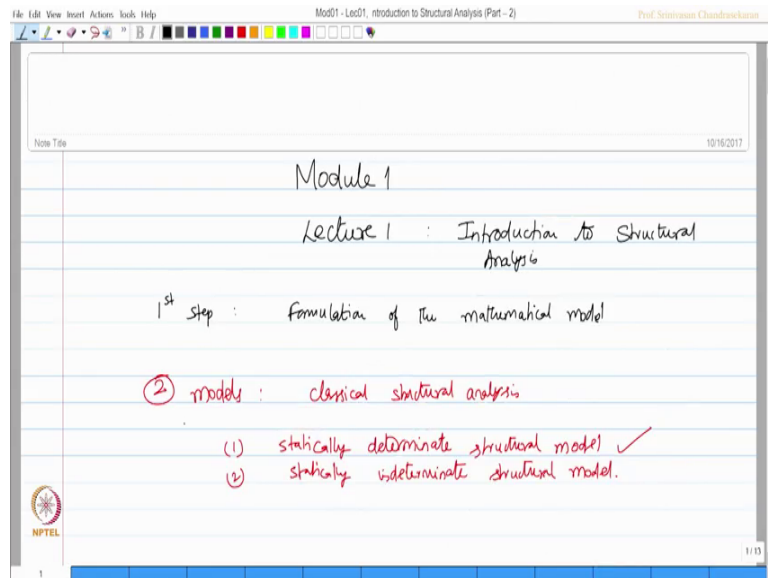 File Edit View Insert Actions Tools Help
Mod01 - Lec01, ntroduction to Structural Analysis (Part – 2)
Prof. Srinivasan Chandrasekaran
B I
Note Title
10/16/2017
Module 1
Lecture 1 : Introduction to Structural
Analysis
1st step : Formulation of the mathematical model
2 models : classical structural analysis
(1) statically determinate structural model ✓
(2) statically indeterminate structural model.
NPTEL
1 / 13
1